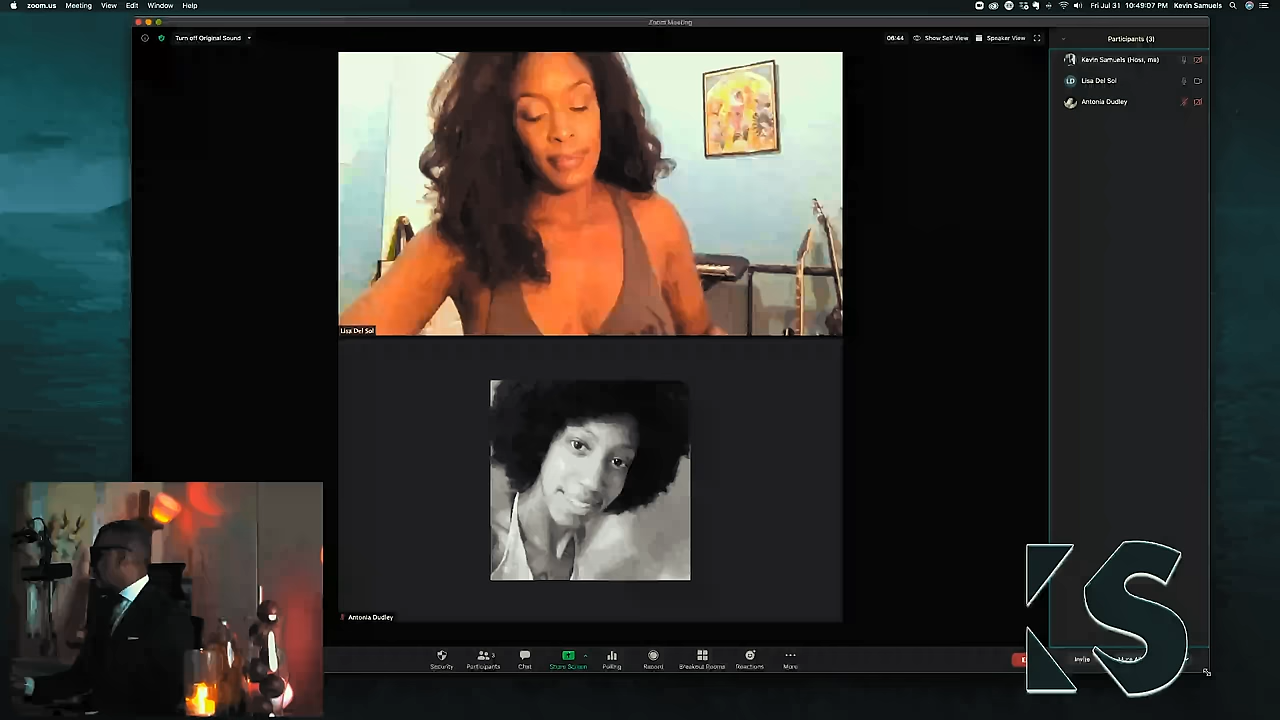 zoom.us Meeting View Edit Window Help
Fri Jul 31 10:49:07 PM Kevin Samuels
Zoom Meeting
Turn off Original Sound
06:44 Show Self View Speaker View
Participants (3)
Kevin Samuels (Host, me)
LD Lisa Del Sol
Antonia Dudley
Lisa Del Sol
Antonia Dudley
Security Participants 3 Chat Share Screen Polling Record Breakout Rooms Reactions More
Invite
KS